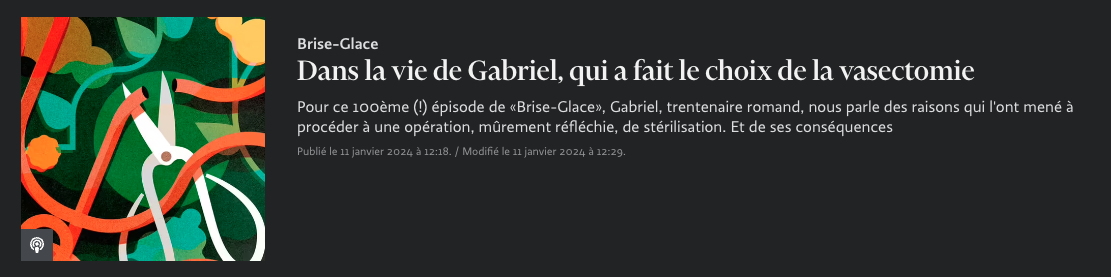 Brise-Glace
Dans la vie de Gabriel, qui a fait le choix de la vasectomie
Pour ce 100ème (!) épisode de «Brise-Glace», Gabriel, trentenaire romand, nous parle des raisons qui l'ont mené à
procéder à une opération, mûrement réfléchie, de stérilisation. Et de ses conséquences
Publié le 11 janvier 2024 à 12:18. / Modifié le 11 janvier 2024 à 12:29.